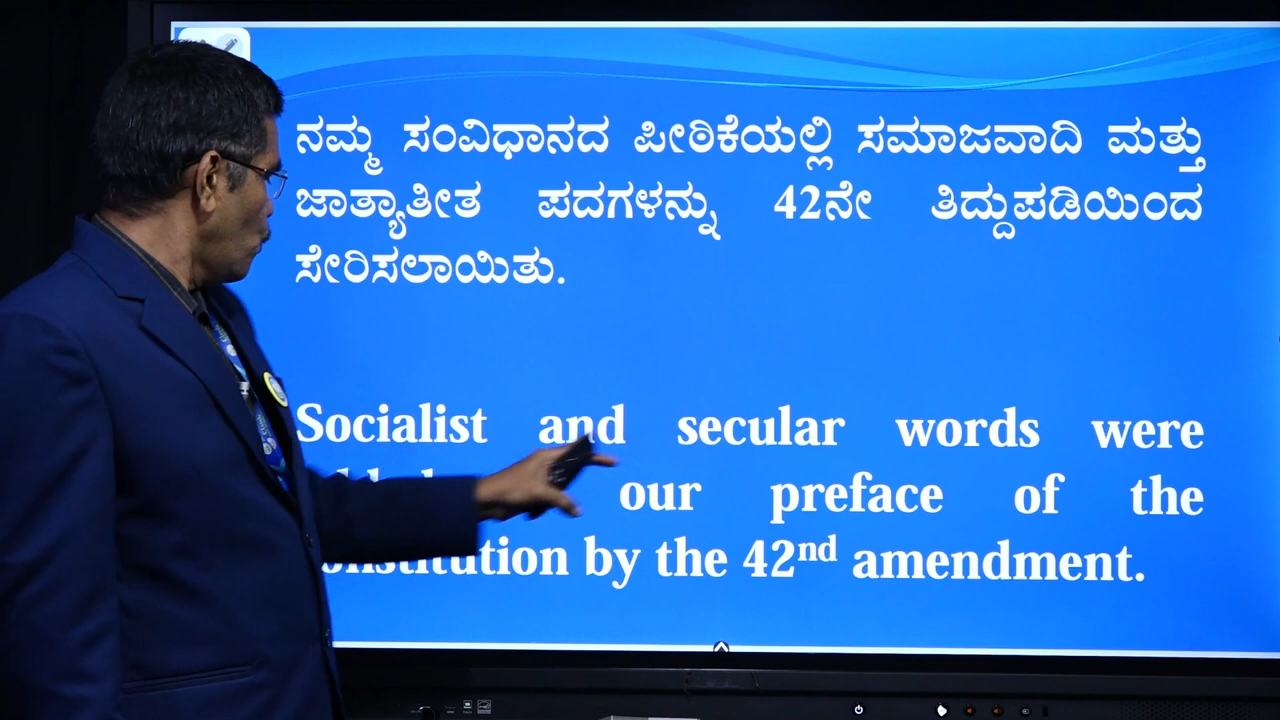 ನಮ್ಮ ಸಂವಿಧಾನದ ಪೀಠಿಕೆಯಲ್ಲಿ ಸಮಾಜವಾದಿ ಮತ್ತು
ಜಾತ್ಯಾತೀತ ಪದಗಳನ್ನು 42ನೇ ತಿದ್ದುಪಡಿಯಿಂದ
ಸೇರಿಸಲಾಯಿತು.
Socialist and secular words were
our preface of the
by the 42nd amendment.